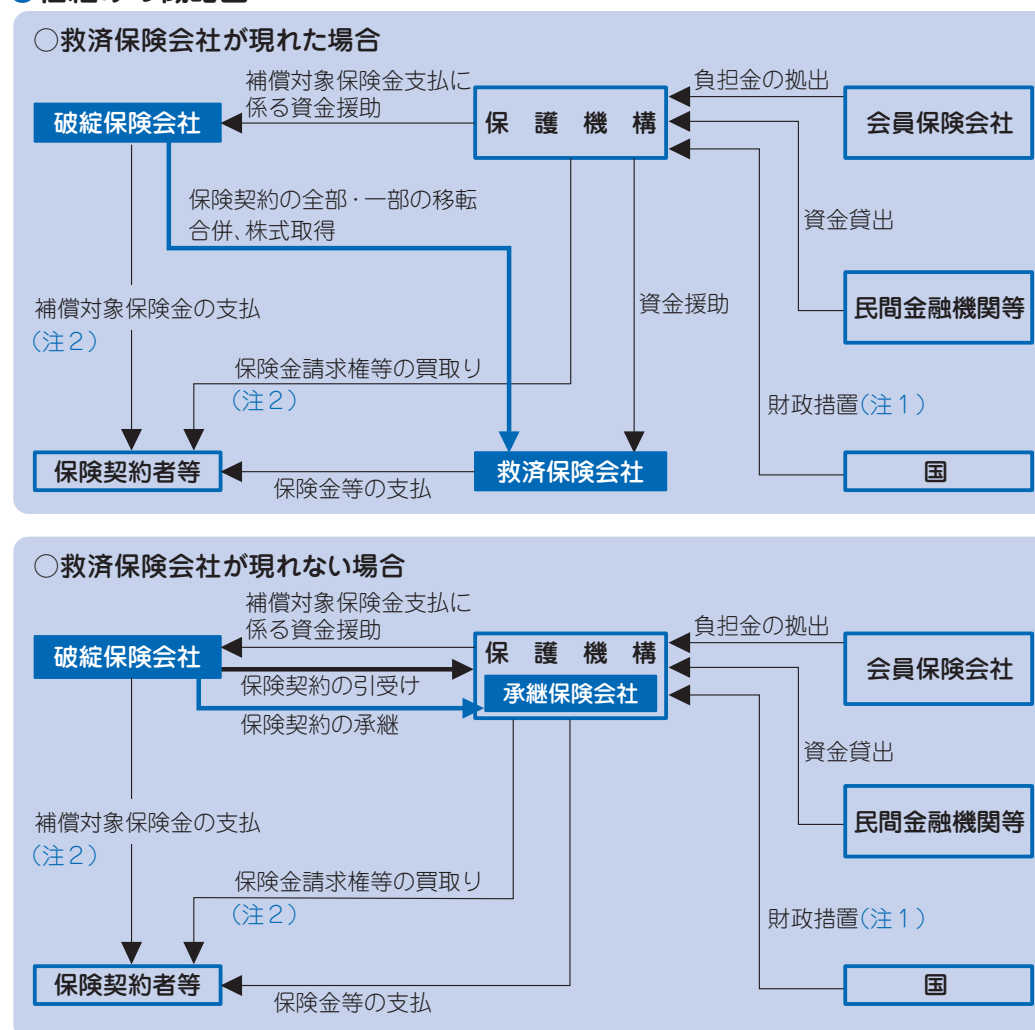 ○救済保険会社が現れた場合
補償対象保険金支払に
係る資金援助
負担金の拠出
破綻保険会社
保護機構
会員保険会社
保険契約の全部・一部の移転
合併、株式取得
資金貸出
補償対象保険金の支払
(注2)
資金援助
民間金融機関等
保険金請求権等の買取り
(注2)
財政措置(注1)
保険契約者等
保険金等の支払
救済保険会社
国
○救済保険会社が現れない場合
補償対象保険金支払に
係る資金援助
負担金の拠出
破綻保険会社
保護機構
承継保険会社
会員保険会社
保険契約の引受け
保険契約の承継
資金貸出
補償対象保険金の支払
(注2)
民間金融機関等
保険金請求権等の買取り
(注2)
財政措置(注1)
保険契約者等
保険金等の支払
国